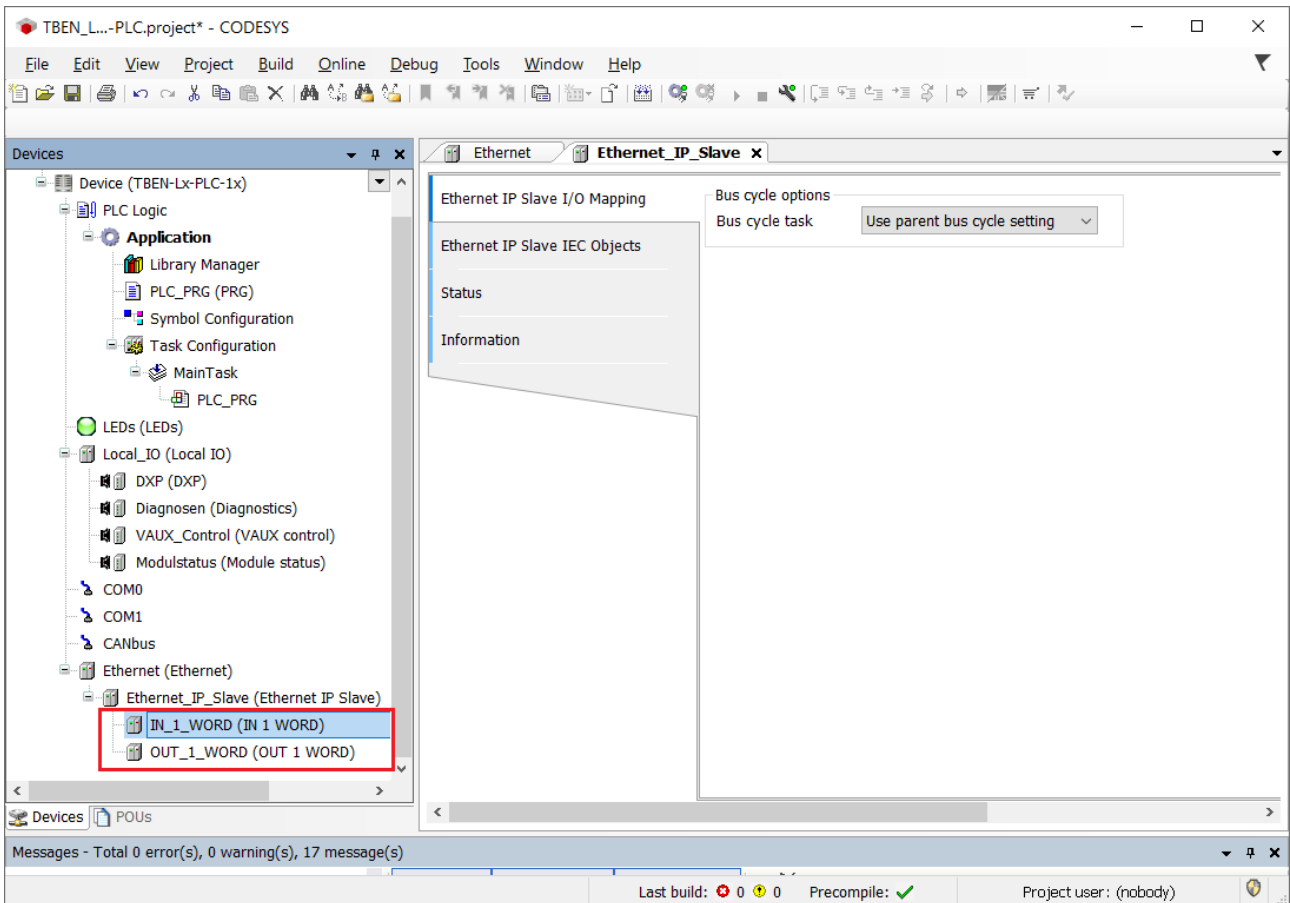 TBEN_L...-PLC.project* - CODESYS
File Edit View Project Build Online Debug Tools Window Help
Devices
Device (TBEN-Lx-PLC-1x)
PLC Logic
Application
Library Manager
PLC_PRG (PRG)
Symbol Configuration
Task Configuration
MainTask
PLC_PRG
LEDs (LEDs)
Local_IO (Local IO)
DXP (DXP)
Diagnosen (Diagnostics)
VAUX_Control (VAUX control)
Modulstatus (Module status)
COM0
COM1
CANbus
Ethernet (Ethernet)
Ethernet_IP_Slave (Ethernet IP Slave)
IN_1_WORD (IN 1 WORD)
OUT_1_WORD (OUT 1 WORD)
Devices POUs
Ethernet Ethernet_IP_Slave
Ethernet IP Slave I/O Mapping
Ethernet IP Slave IEC Objects
Status
Information
Bus cycle options
Bus cycle task Use parent bus cycle setting
Messages - Total 0 error(s), 0 warning(s), 17 message(s)
Last build: 0 0 Precompile: Project user: (nobody)